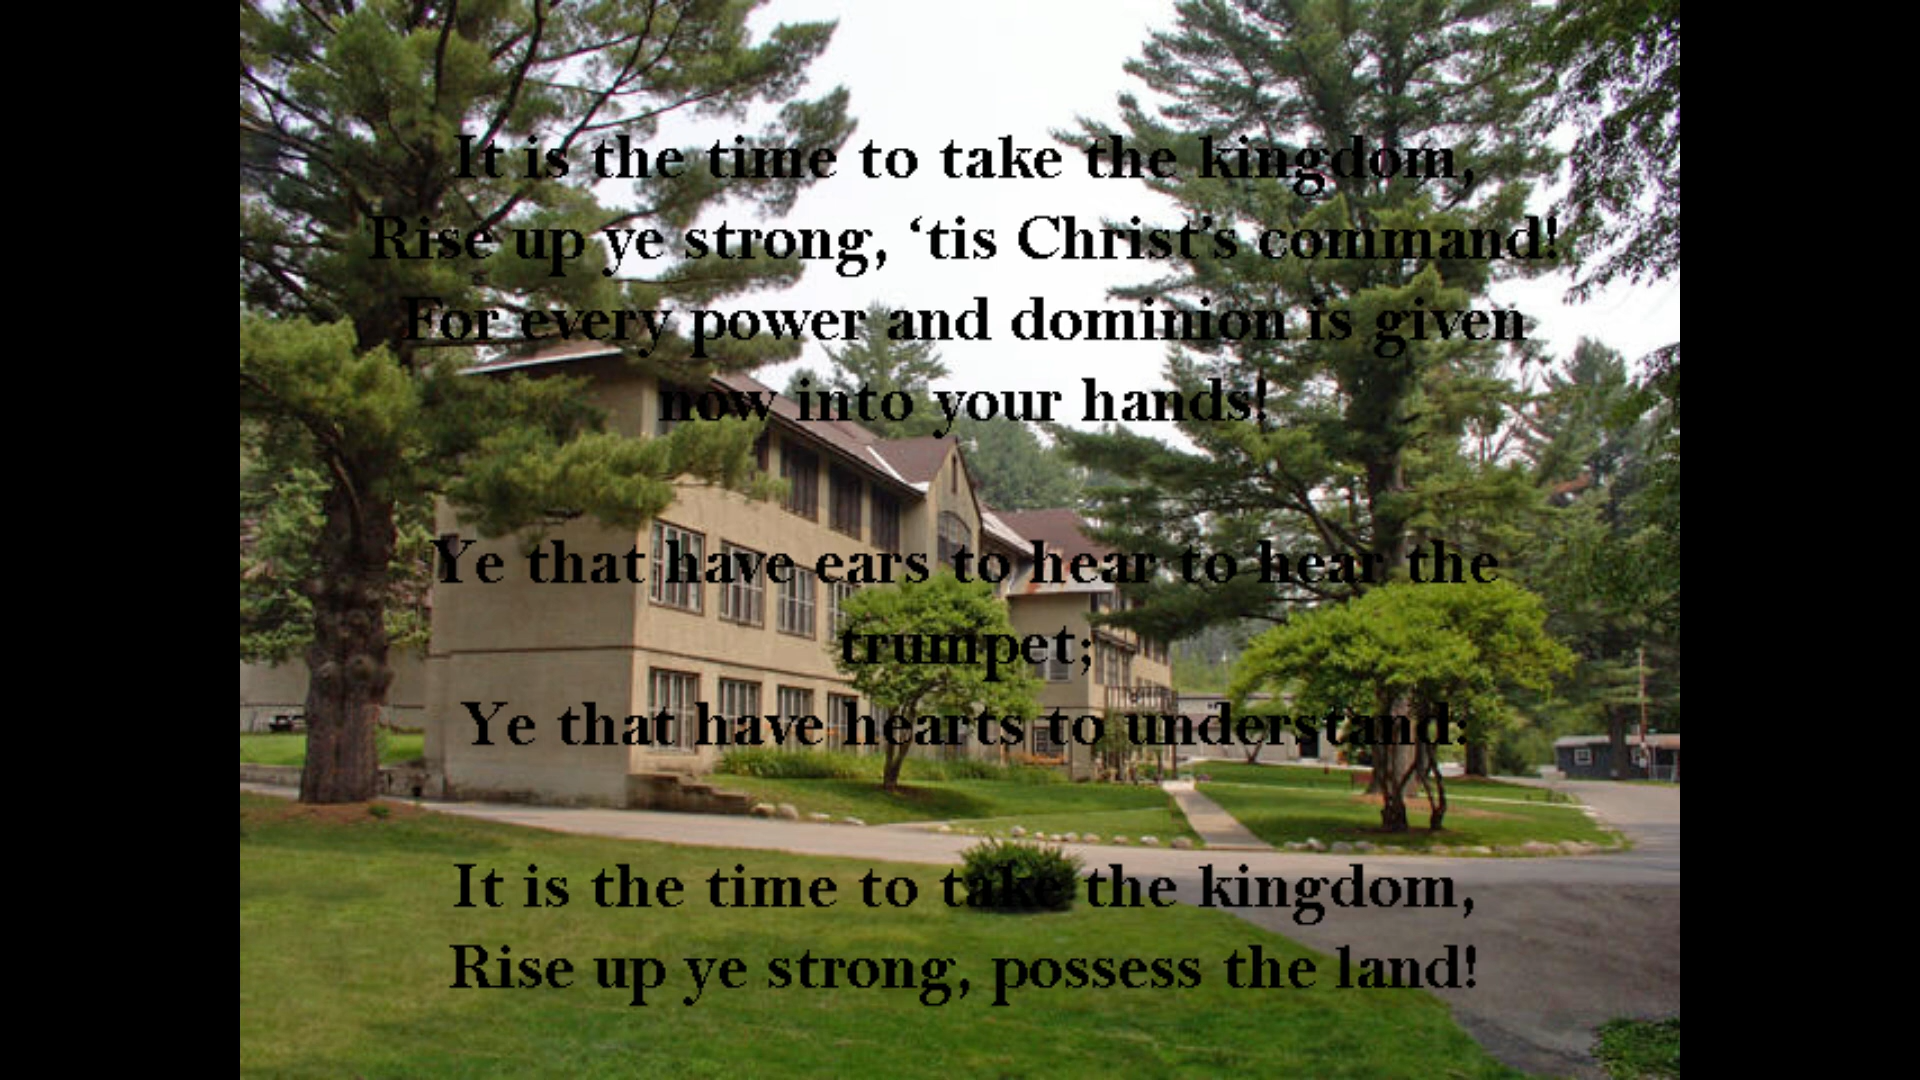 It is the time to take the kingdom,
Rise up ye strong, ‘tis Christ’s command!
For every power and dominion is given
now into your hands!
Ye that have ears to hear to hear the
trumpet;
Ye that have hearts to understand:
It is the time to take the kingdom,
Rise up ye strong, possess the land!